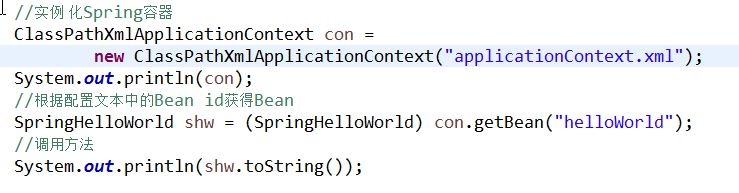 //实例 化Spring容器
ClassPathXmlApplicationContext con =
new ClassPathXmlApplicationContext("applicationContext.xml");
System.out.println(con);
//根据配置文本中的Bean id获得Bean
SpringHelloWorld shw = (SpringHelloWorld) con.getBean("helloWorld");
//调用方法
System.out.println(shw.toString());